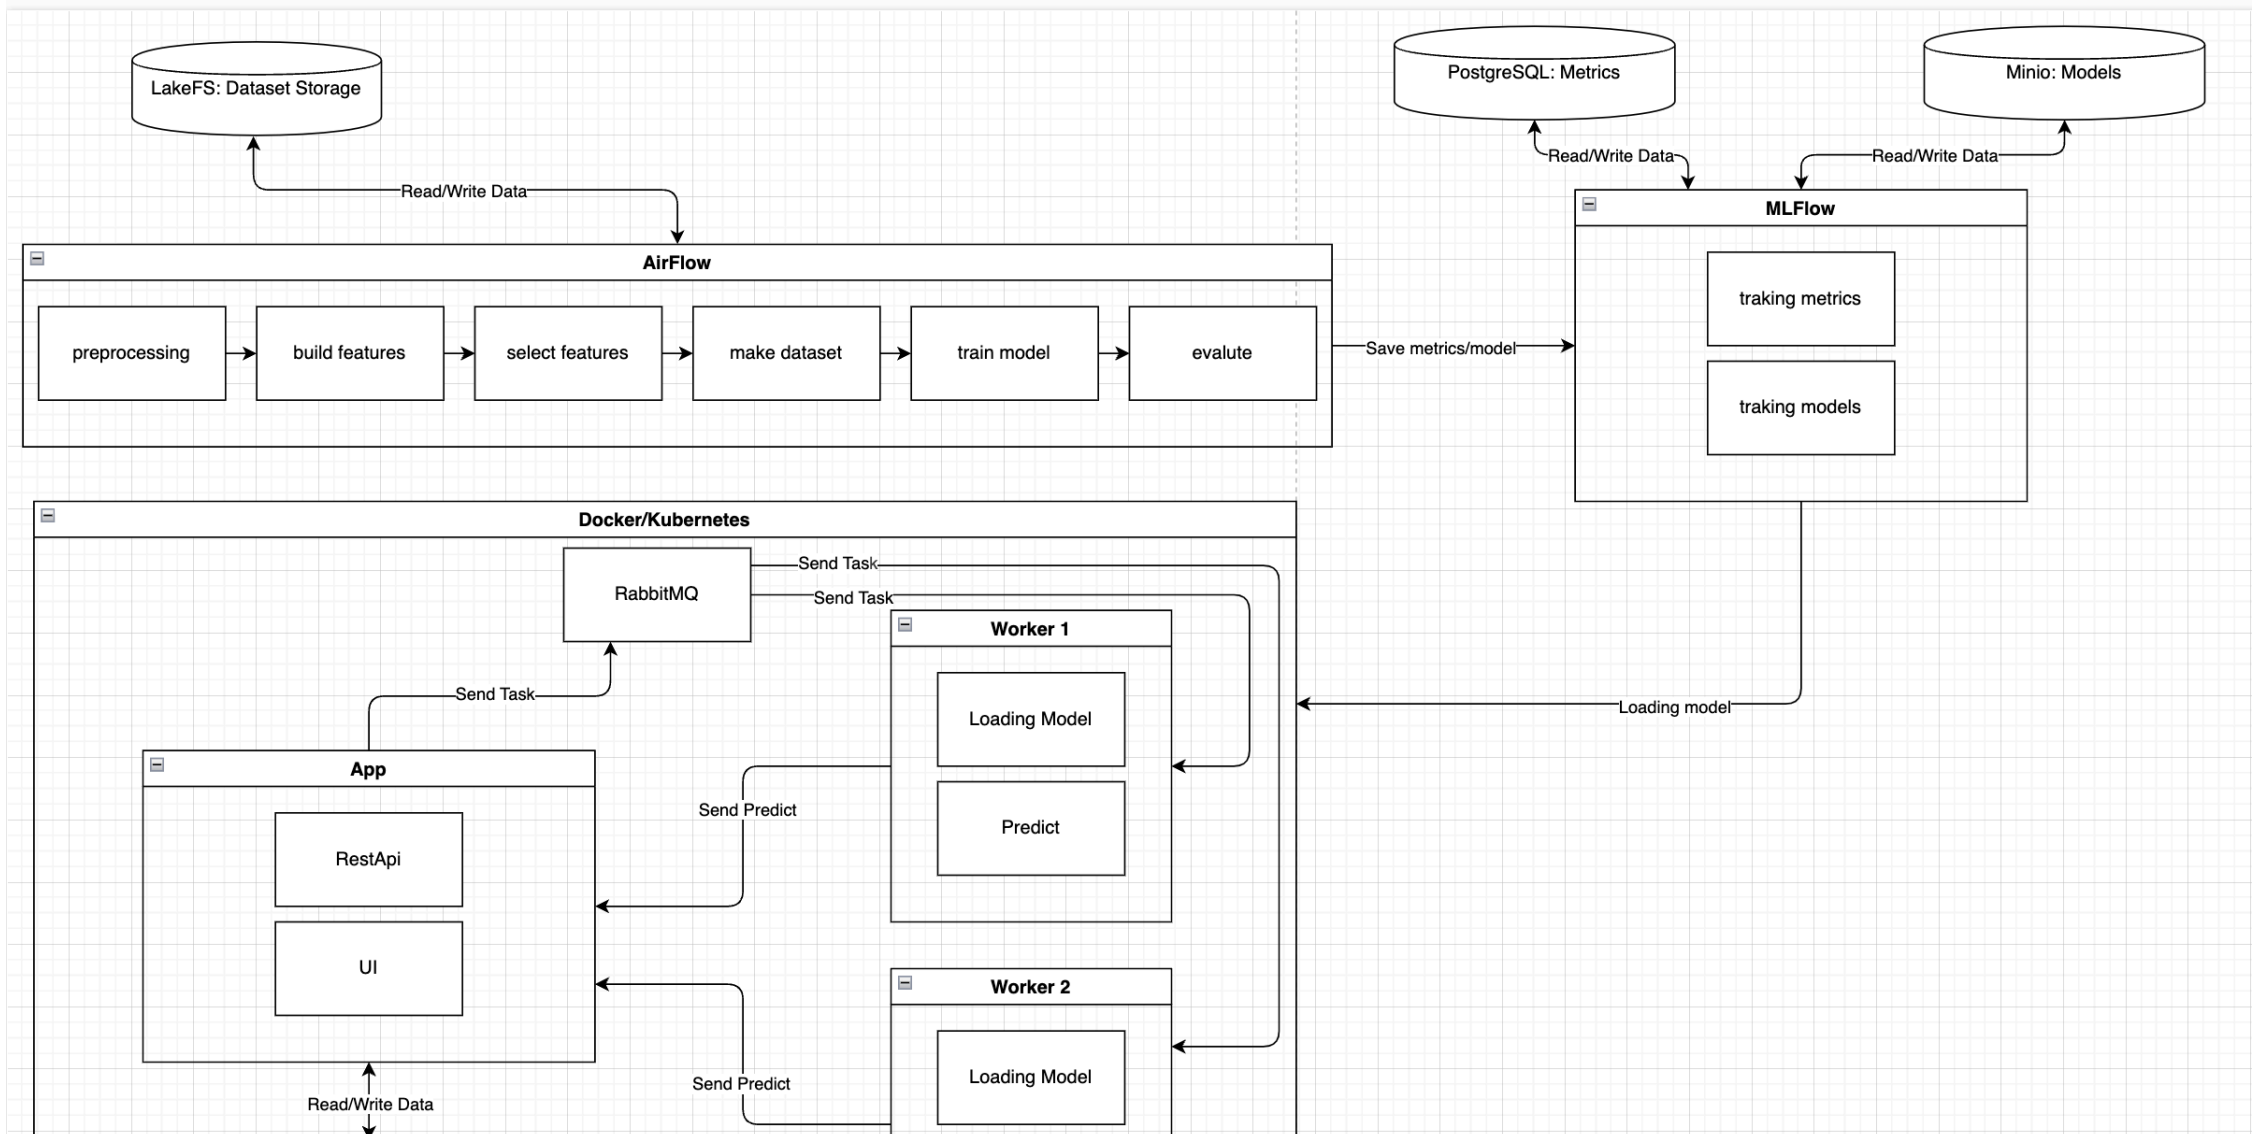 LakeFS: Dataset Storage
PostgreSQL: Metrics
Minio: Models
Read/Write Data
Read/Write Data
Read/Write Data
AirFlow
preprocessing
build features
select features
make dataset
train model
evalute
Save metrics/model
MLFlow
traking metrics
traking models
Docker/Kubernetes
RabbitMQ
Send Task
Send Task
Send Task
Worker 1
Loading Model
Predict
Loading model
App
RestApi
UI
Send Predict
Worker 2
Loading Model
Send Predict
Read/Write Data